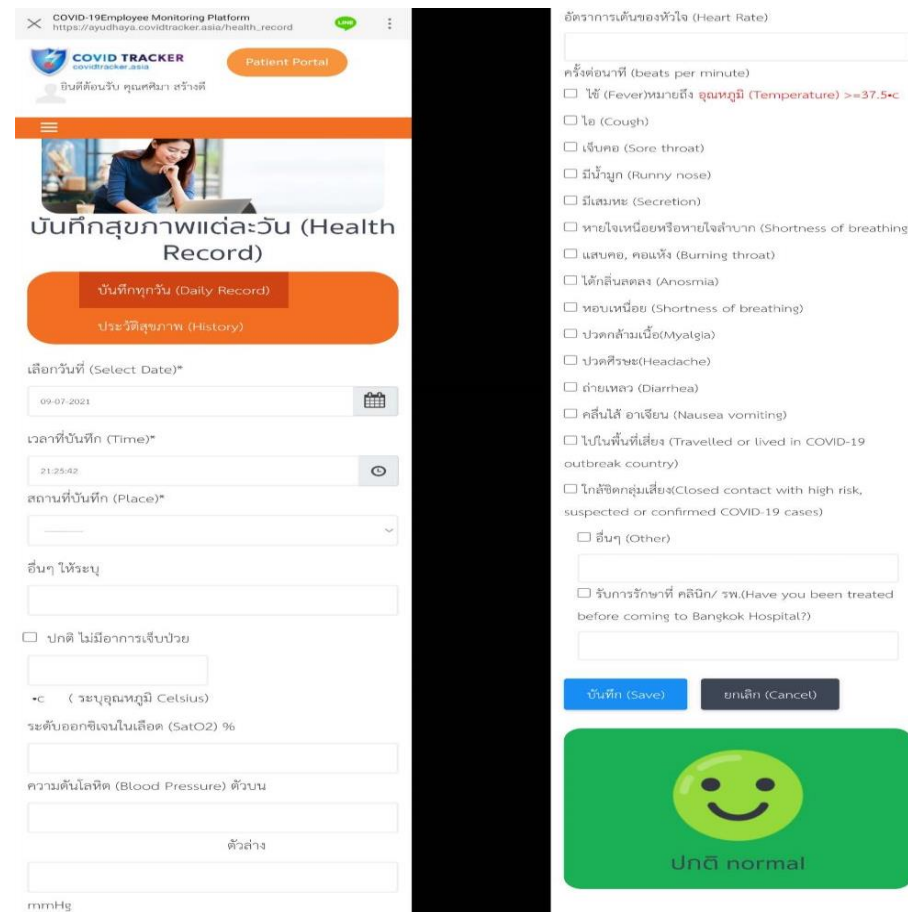 COVID-19Employee Monitoring Platform
https://ayudhaya.covidtracker.asia/health_record
LINE
COVID TRACKER
covidtracker.asia
Patient Portal
ยินดีต้อนรับ คุณศศิมา สร้างดี
บันทึกสุขภาพแต่ละวัน (Health
Record)
บันทึกทุกวัน (Daily Record)
ประวัติสุขภาพ (History)
เลือกวันที่ (Select Date)*
09-07-2021
เวลาที่บันทึก (Time)*
21:25:42
สถานที่บันทึก (Place)*
---------
อื่นๆ ให้ระบุ
ปกติ ไม่มีอาการเจ็บป่วย
•c ( ระบุอุณหภูมิ Celsius)
ระดับออกซิเจนในเลือด (SatO2) %
ความดันโลหิต (Blood Pressure) ตัวบน
ตัวล่าง
mmHg
อัตราการเต้นของหัวใจ (Heart Rate)
ครั้งต่อนาที (beats per minute)
ไข้ (Fever)หมายถึง อุณหภูมิ (Temperature) >=37.5•c
ไอ (Cough)
เจ็บคอ (Sore throat)
มีน้ำมูก (Runny nose)
มีเสมหะ (Secretion)
หายใจเหนื่อยหรือหายใจลำบาก (Shortness of breathing
แสบคอ, คอแห้ง (Burning throat)
ได้กลิ่นลดลง (Anosmia)
หอบเหนื่อย (Shortness of breathing)
ปวดกล้ามเนื้อ(Myalgia)
ปวดศีรษะ(Headache)
ถ่ายเหลว (Diarrhea)
คลื่นไส้ อาเจียน (Nausea vomiting)
ไปในพื้นที่เสี่ยง (Travelled or lived in COVID-19
outbreak country)
ใกล้ชิดกลุ่มเสี่ยง(Closed contact with high risk,
suspected or confirmed COVID-19 cases)
อื่นๆ (Other)
รับการรักษาที่ คลินิก/ รพ.(Have you been treated
before coming to Bangkok Hospital?)
บันทึก (Save)
ยกเลิก (Cancel)
ปกติ normal